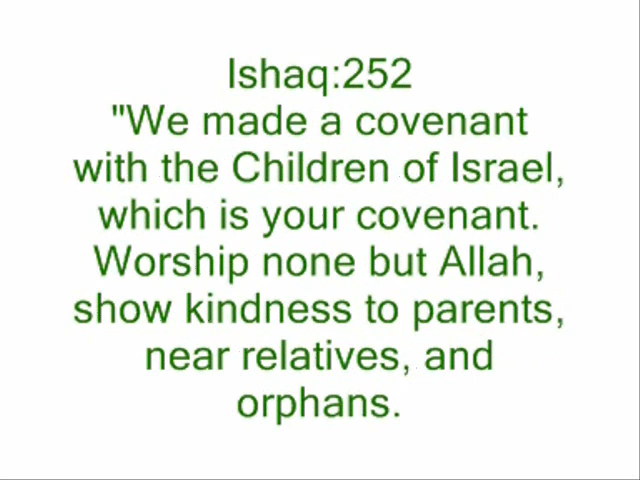 Ishaq:252
"We made a covenant
with the Children of Israel,
which is your covenant.
Worship none but Allah,
show kindness to parents,
near relatives, and
orphans.